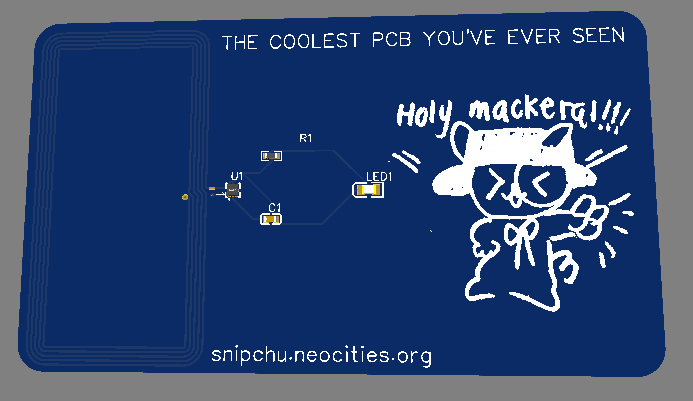 THE COOLEST PCB YOU'VE EVER SEEN
Holy mackeral!!!
R1
U1
LED1
C1
snipchu.neocities.org